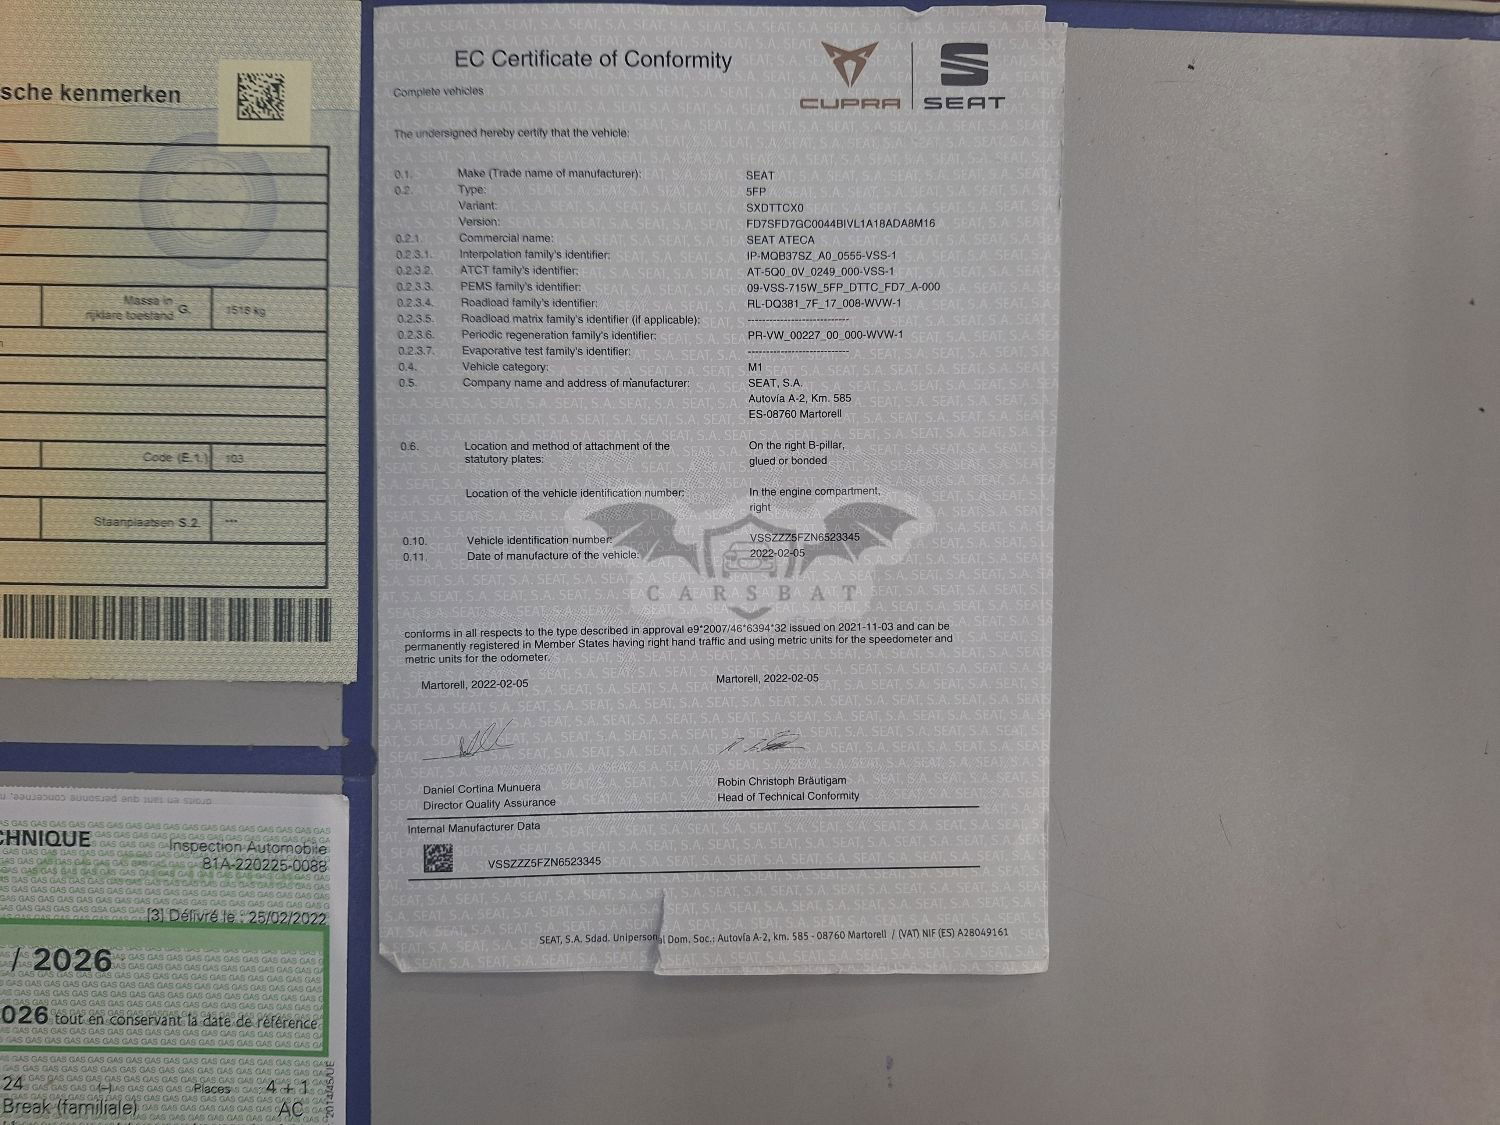 sche kenmerken
Massa in
rijklare toestand G. 1518 kg
Code (E.1.) 103
Staanplaatsen S.2. ---
EC Certificate of Conformity
Complete vehicles
CUPRA SEAT
The undersigned hereby certify that the vehicle:
0.1. Make (Trade name of manufacturer): SEAT
0.2. Type: 5FP
Variant: SXDTTCX0
Version: FD7SFD7GC0044BIVL1A18ADA8M16
0.2.1. Commercial name: SEAT ATECA
0.2.3.1. Interpolation family's identifier: IP-MQB37SZ_A0_0555-VSS-1
0.2.3.2. ATCT family's identifier: AT-5Q0_0V_0249_000-VSS-1
0.2.3.3. PEMS family's identifier: 09-VSS-715W_5FP_DTTC_FD7_A-000
0.2.3.4. Roadload family's identifier: RL-DQ381_7F_17_008-WVW-1
0.2.3.5. Roadload matrix family's identifier (if applicable): ----------------------------
0.2.3.6. Periodic regeneration family's identifier: PR-VW_00227_00_000-WVW-1
0.2.3.7. Evaporative test family's identifier: ----------------------------
0.4. Vehicle category: M1
0.5. Company name and address of manufacturer: SEAT, S.A.
Autovía A-2, Km. 585
ES-08760 Martorell
0.6. Location and method of attachment of the On the right B-pillar,
statutory plates: glued or bonded
Location of the vehicle identification number: In the engine compartment,
right
0.10. Vehicle identification number: VSSZZZ5FZN6523345
0.11. Date of manufacture of the vehicle: 2022-02-05
CARSBAT
conforms in all respects to the type described in approval e9*2007/46*6394*32 issued on 2021-11-03 and can be
permanently registered in Member States having right hand traffic and using metric units for the speedometer and
metric units for the odometer.
Martorell, 2022-02-05 Martorell, 2022-02-05
Daniel Cortina Munuera Robin Christoph Bräutigam
Director Quality Assurance Head of Technical Conformity
Internal Manufacturer Data
VSSZZZ5FZN6523345
SEAT, S.A. Sdad. Unipersonal Dom. Soc.: Autovía A-2, km. 585 - 08760 Martorell / (VAT) NIF (ES) A28049161
CHNIQUE Inspection Automobile
81A-220225-0088
[3] Délivré le : 25/02/2022
/ 2026
026 tout en conservant la date de référence
24 (-) Places : 4 + 1
Break (familiale) AC
2014/45/UE